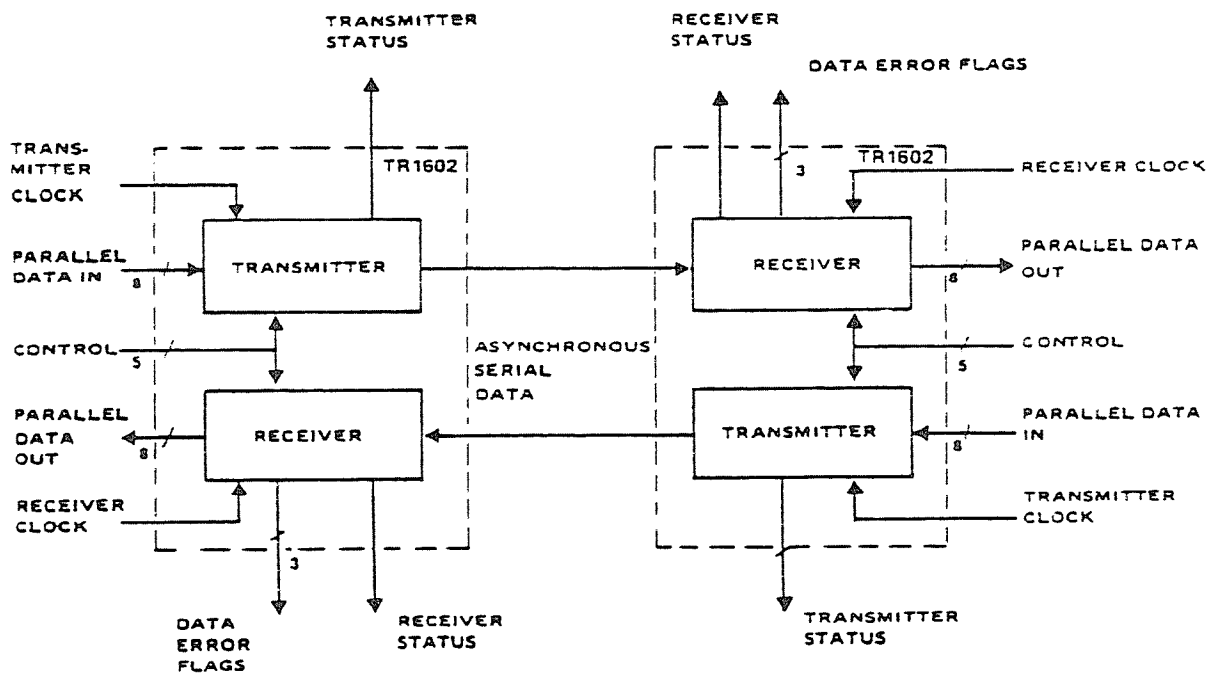 TRANSMITTER
STATUS
RECEIVER
STATUS
DATA ERROR FLAGS
TRANS-
MITTER
CLOCK
TR1602
3
TR1602
RECEIVER CLOCK
PARALLEL
DATA IN
8
TRANSMITTER
RECEIVER
8
PARALLEL DATA
OUT
CONTROL
5
ASYNCHRONOUS
SERIAL
DATA
5
CONTROL
PARALLEL
DATA
OUT
8
RECEIVER
TRANSMITTER
8
PARALLEL DATA
IN
RECEIVER
CLOCK
3
TRANSMITTER
CLOCK
DATA
ERROR
FLAGS
RECEIVER
STATUS
TRANSMITTER
STATUS